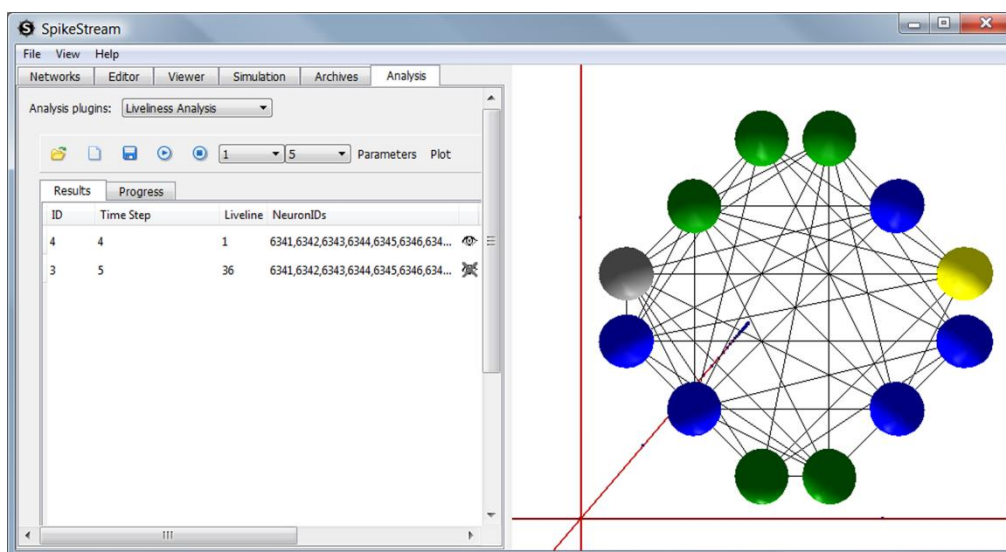 SpikeStream
File View Help
Networks Editor Viewer Simulation Archives Analysis
Analysis plugins: Liveliness Analysis
1 5 Parameters Plot
Results Progress
ID Time Step Liveline NeuronIDs
4 4 1 6341,6342,6343,6344,6345,6346,634...
3 5 36 6341,6342,6343,6344,6345,6346,634...